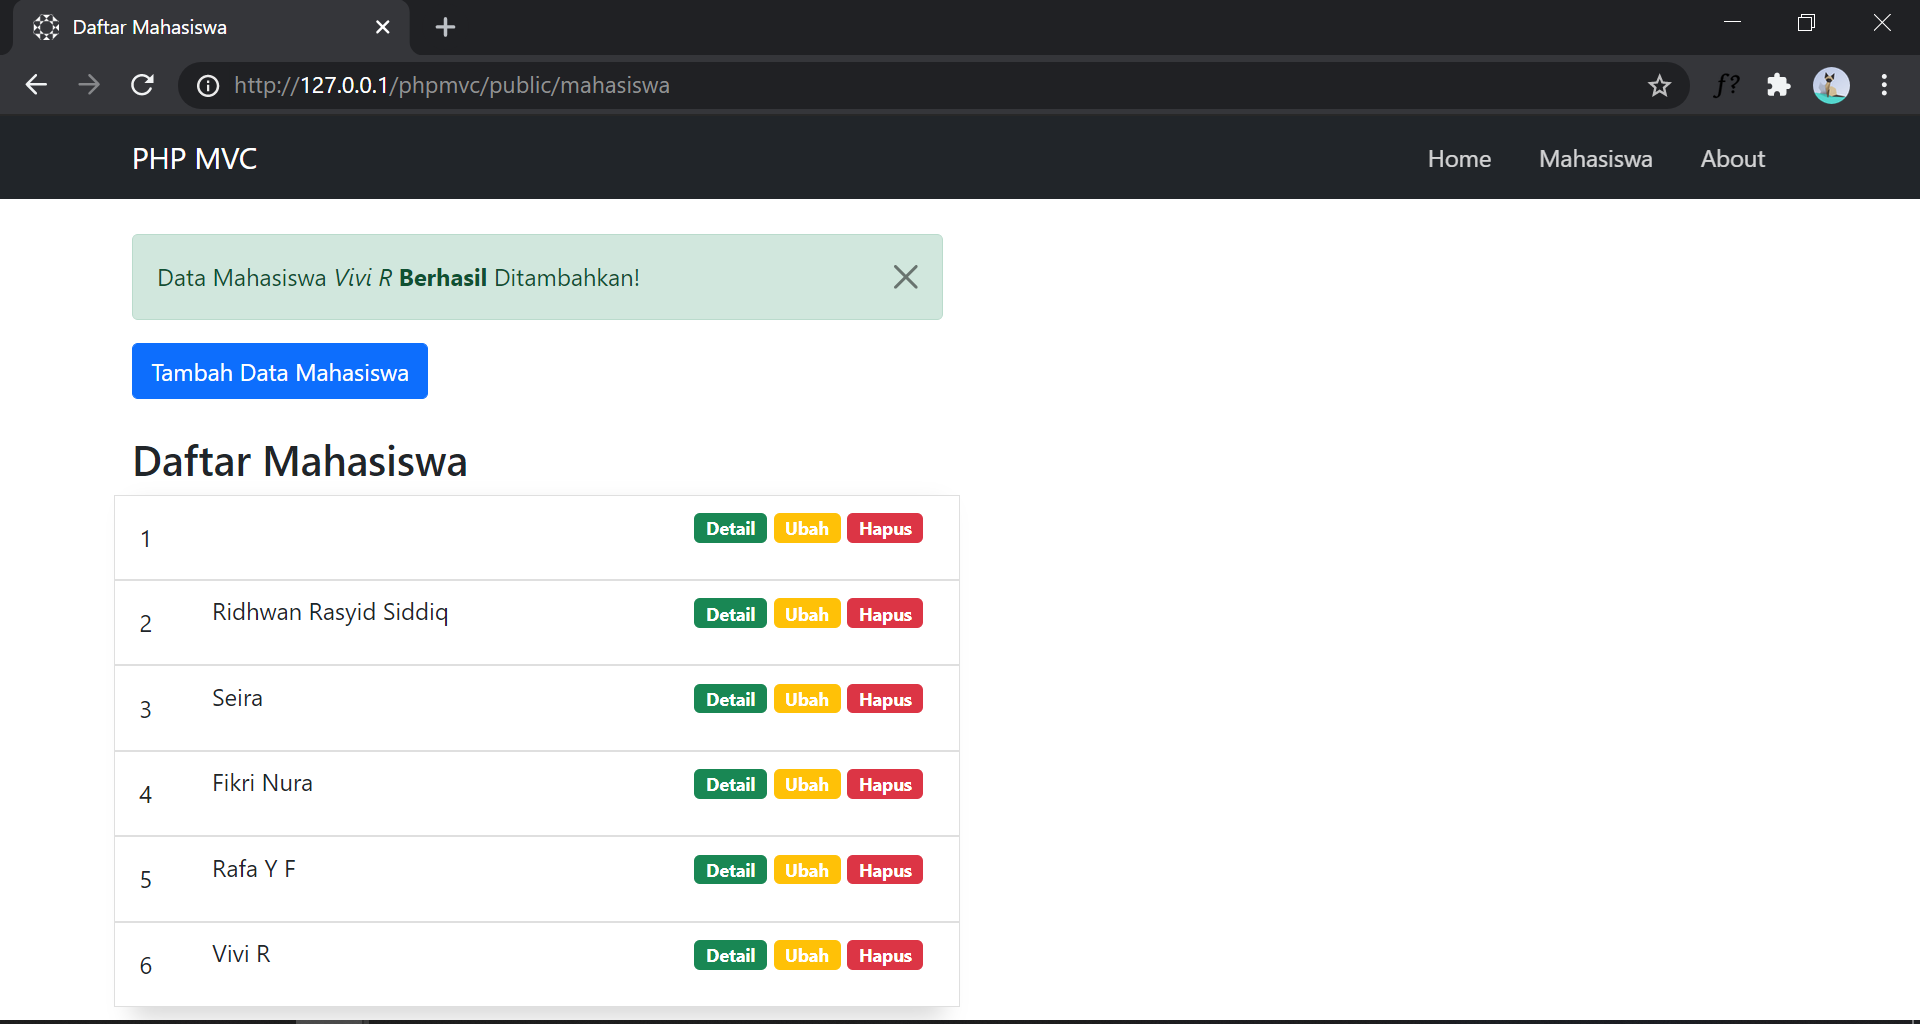 Daftar Mahasiswa
http://127.0.0.1/phpmvc/public/mahasiswa
f?
PHP MVC Home Mahasiswa About
Data Mahasiswa Vivi R Berhasil Ditambahkan!
Tambah Data Mahasiswa
Daftar Mahasiswa
1 Detail Ubah Hapus
2 Ridhwan Rasyid Siddiq Detail Ubah Hapus
3 Seira Detail Ubah Hapus
4 Fikri Nura Detail Ubah Hapus
5 Rafa Y F Detail Ubah Hapus
6 Vivi R Detail Ubah Hapus